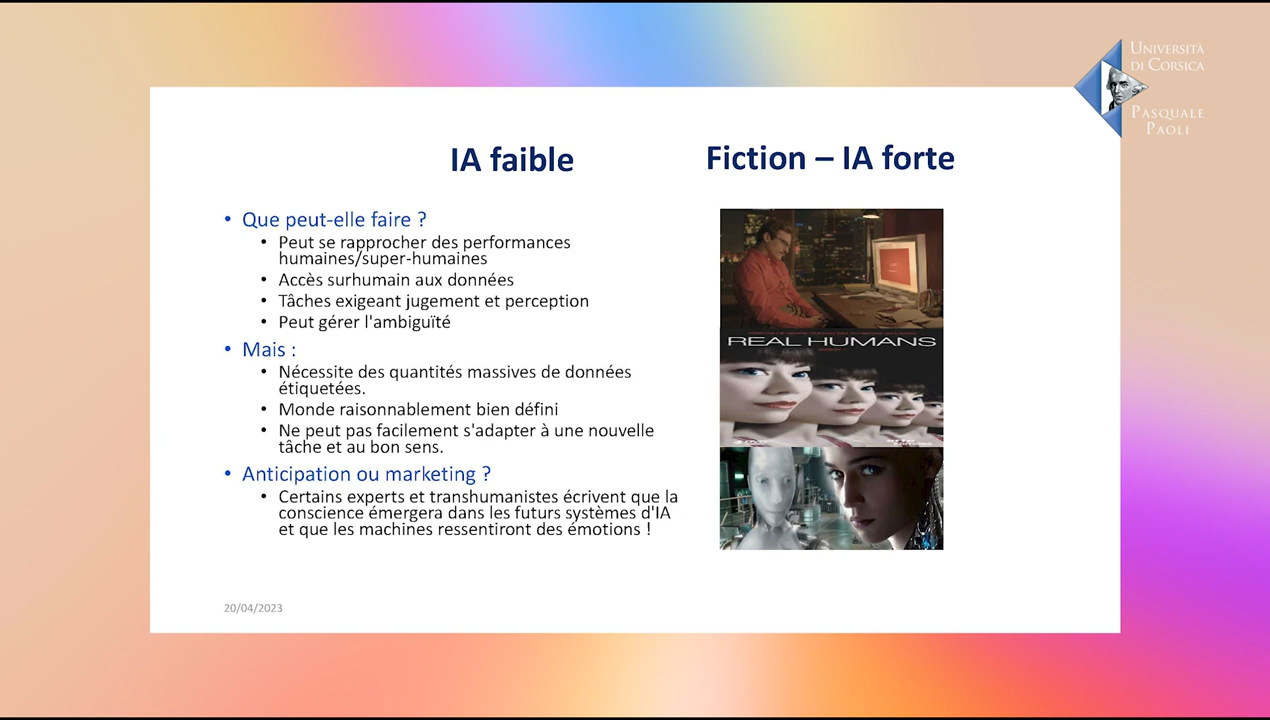 UNIVERSITÀ
DI CORSICA
PASQUALE
PAOLI
IA faible
Fiction – IA forte
• Que peut-elle faire ?
• Peut se rapprocher des performances
humaines/super-humaines
• Accès surhumain aux données
• Tâches exigeant jugement et perception
• Peut gérer l'ambiguïté
• Mais :
• Nécessite des quantités massives de données
étiquetées.
• Monde raisonnablement bien défini
• Ne peut pas facilement s'adapter à une nouvelle
tâche et au bon sens.
• Anticipation ou marketing ?
• Certains experts et transhumanistes écrivent que la
conscience émergera dans les futurs systèmes d'IA
et que les machines ressentiront des émotions !
REAL HUMANS
20/04/2023